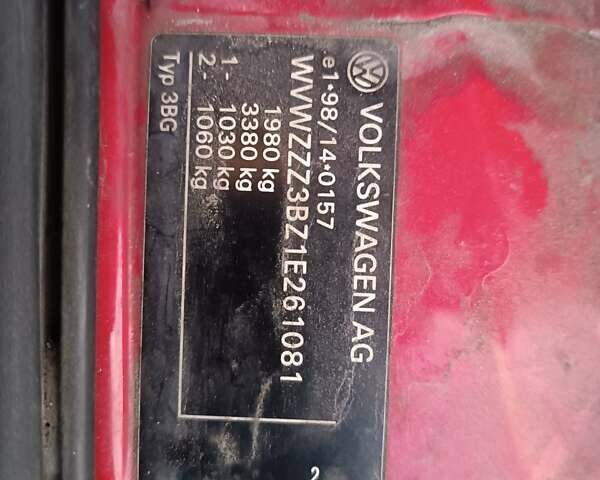 VOLKSWAGEN AG
e1*98/14*0157
WVWZZZ3BZ1E261081
1980 kg
3380 kg
1- 1030 kg
2- 1060 kg
Typ 3BG
2